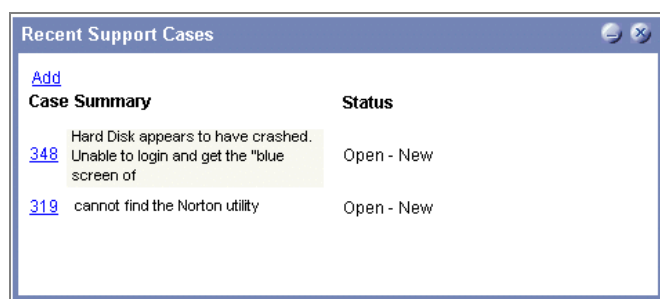 Recent Support Cases
Add
Case Summary Status
348 Hard Disk appears to have crashed.
Unable to login and get the "blue
screen of
Open - New
319 cannot find the Norton utility Open - New